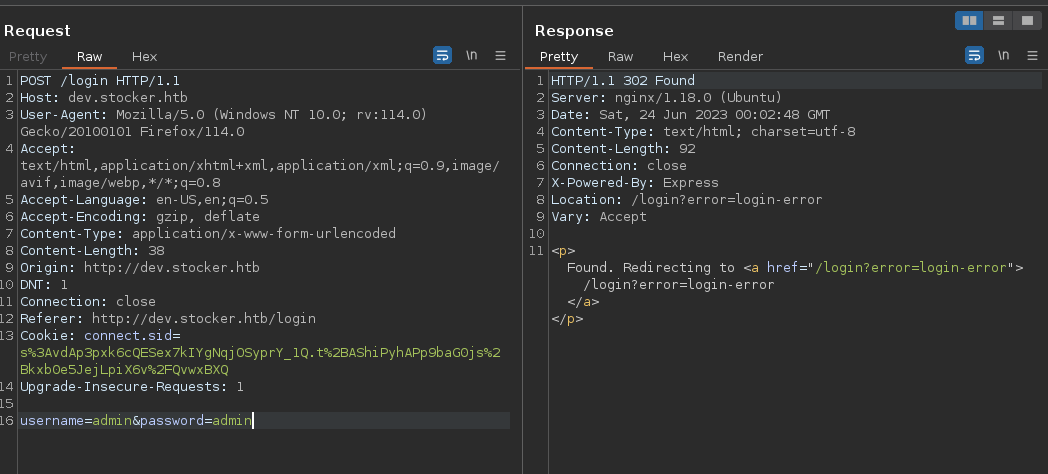 Request
Pretty Raw Hex
\n
1 POST /login HTTP/1.1
2 Host: dev.stocker.htb
3 User-Agent: Mozilla/5.0 (Windows NT 10.0; rv:114.0)
Gecko/20100101 Firefox/114.0
4 Accept:
text/html,application/xhtml+xml,application/xml;q=0.9,image/
avif,image/webp,*/*;q=0.8
5 Accept-Language: en-US,en;q=0.5
6 Accept-Encoding: gzip, deflate
7 Content-Type: application/x-www-form-urlencoded
8 Content-Length: 38
9 Origin: http://dev.stocker.htb
10 DNT: 1
11 Connection: close
12 Referer: http://dev.stocker.htb/login
13 Cookie: connect.sid=
s%3AvdAp3pxk6cQESex7kIYgNqjOSyprY_1Q.t%2BAShiPyhAPp9baGOjs%2
Bkxb0e5JejLpiX6v%2FQvwxBXQ
14 Upgrade-Insecure-Requests: 1
15
16 username=admin&password=admin
Response
Pretty Raw Hex Render
\n
1 HTTP/1.1 302 Found
2 Server: nginx/1.18.0 (Ubuntu)
3 Date: Sat, 24 Jun 2023 00:02:48 GMT
4 Content-Type: text/html; charset=utf-8
5 Content-Length: 92
6 Connection: close
7 X-Powered-By: Express
8 Location: /login?error=login-error
9 Vary: Accept
10
11 <p>
Found. Redirecting to <a href="/login?error=login-error">
/login?error=login-error
</a>
</p>